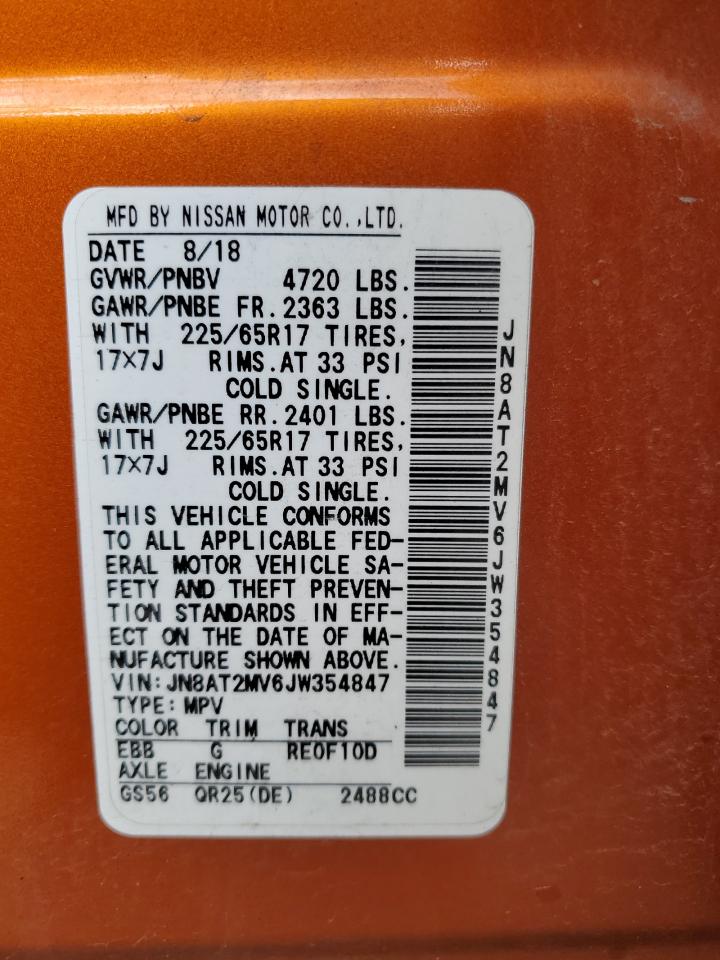 MFD BY NISSAN MOTOR CO.,LTD.
DATE 8/18
GVWR/PNBV 4720 LBS.
GAWR/PNBE FR.2363 LBS.
WITH 225/65R17 TIRES,
17×7J RIMS.AT 33 PSI
COLD SINGLE.
GAWR/PNBE RR.2401 LBS.
WITH 225/65R17 TIRES,
17×7J RIMS.AT 33 PSI
COLD SINGLE.
THIS VEHICLE CONFORMS
TO ALL APPLICABLE FED-
ERAL MOTOR VEHICLE SA-
FETY AND THEFT PREVEN-
TION STANDARDS IN EFF-
ECT ON THE DATE OF MA-
NUFACTURE SHOWN ABOVE.
VIN:JN8AT2MV6JW354847
TYPE:MPV
COLOR TRIM TRANS
EBB G RE0F10D
AXLE ENGINE
GS56 QR25(DE) 2488CC
JN8AT2MV6JW354847